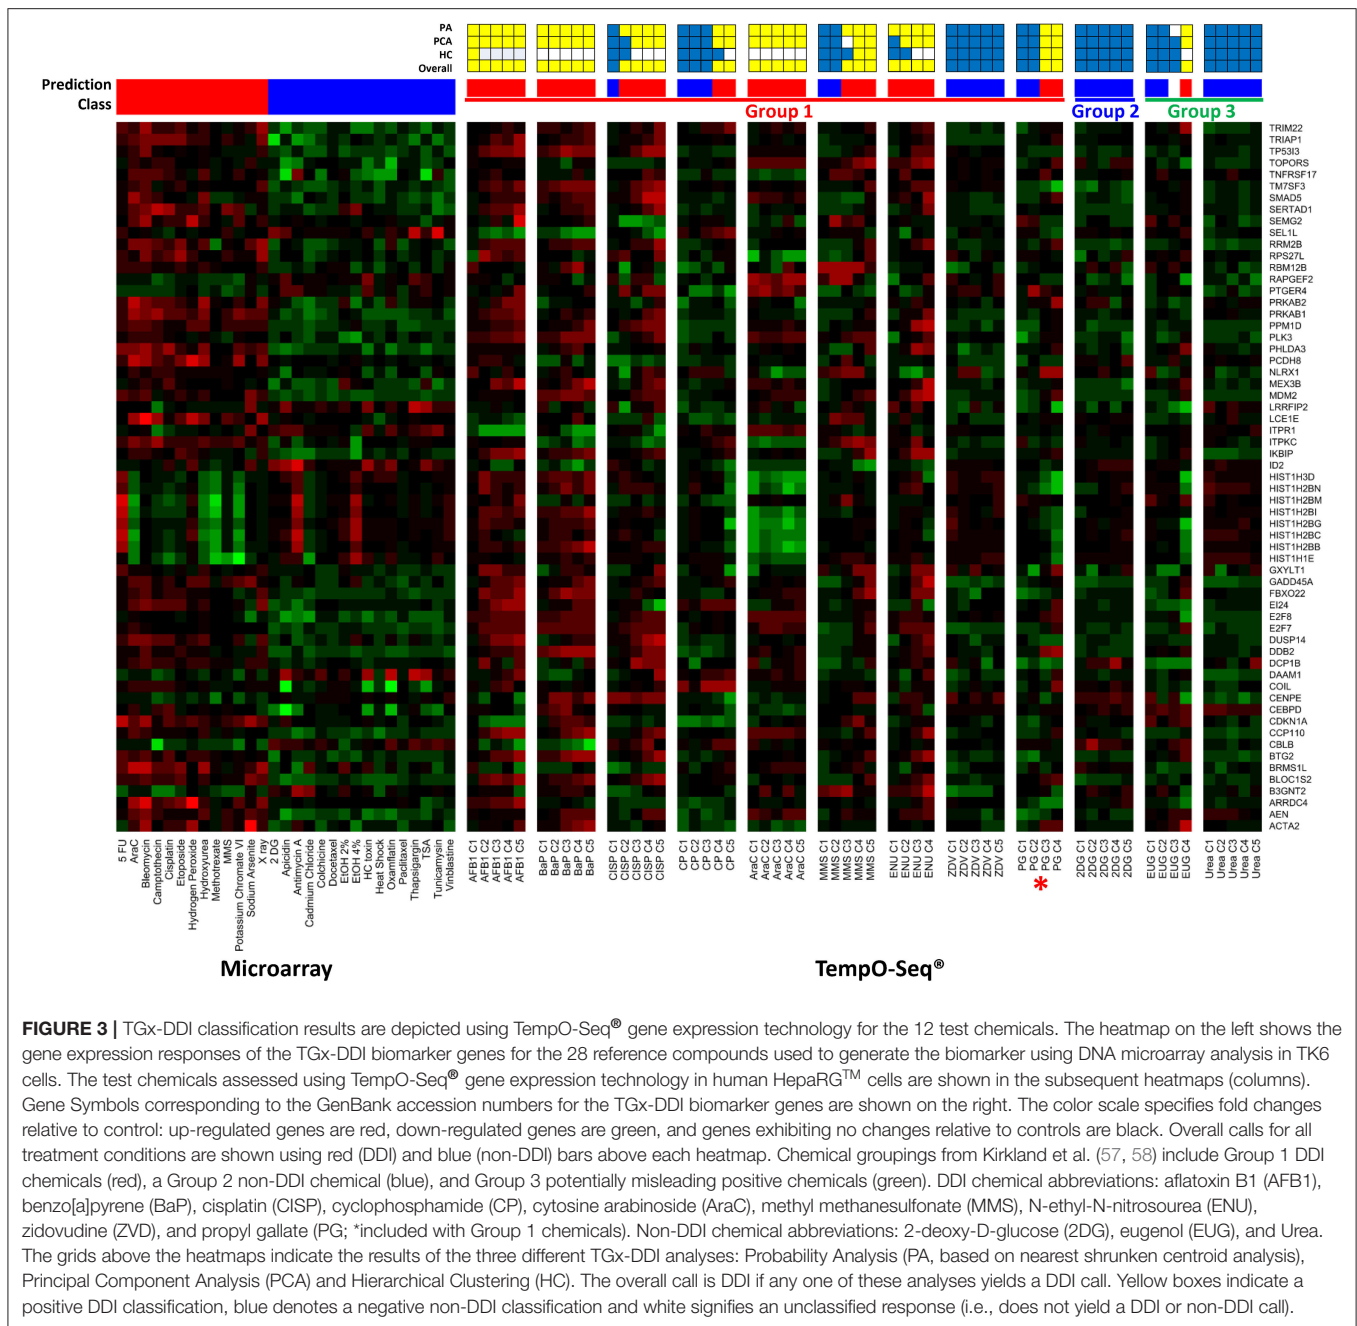 PA
PCA
HC
Overall
Prediction
Class
Group 1
Group 2
Group 3
TRIM22
TRIAP1
TP53I3
TOPORS
TNFRSF17
TM7SF3
SMAD5
SERTAD1
SEMG2
SEL1L
RRM2B
RPS27L
RBM12B
RAPGEF2
PTGER4
PRKAB2
PRKAB1
PPM1D
PLK3
PHLDA3
PCDH8
NLRX1
MEX3B
MDM2
LRRFIP2
LCE1E
ITPR1
ITPKC
IKBIP
ID2
HIST1H3D
HIST1H2BN
HIST1H2BM
HIST1H2BI
HIST1H2BG
HIST1H2BC
HIST1H2BB
HIST1H1E
GXYLT1
GADD45A
FBXO22
EI24
E2F8
E2F7
DUSP14
DDB2
DCP1B
DAAM1
COIL
CENPE
CEBPD
CDKN1A
CCP110
CBLB
BTG2
BRMS1L
BLOC1S2
B3GNT2
ARRDC4
AEN
ACTA2
5 FU
AraC
Bleomycin
Camptothecin
Cisplatin
Etoposide
Hydrogen Peroxide
Hydroxyurea
Methotrexate
MMS
Potassium Chromate VI
Sodium Arsenite
X ray
2 DG
Apicidin
Antimycin A
Cadmium Chloride
Colchicine
Docetaxel
EtOH 2%
EtOH 4%
HC toxin
Heat Shock
Oxamflatin
Paclitaxel
Thapsigargin
TSA
Tunicamycin
Vinblastine
AFB1 C1
AFB1 C2
AFB1 C3
AFB1 C4
AFB1 C5
BaP C1
BaP C2
BaP C3
BaP C4
BaP C5
CISP C1
CISP C2
CISP C3
CISP C4
CISP C5
CP C1
CP C2
CP C3
CP C4
CP C5
AraC C1
AraC C2
AraC C3
AraC C4
AraC C5
MMS C1
MMS C2
MMS C3
MMS C4
MMS C5
ENU C1
ENU C2
ENU C3
ENU C4
ZDV C1
ZDV C2
ZDV C3
ZDV C4
ZDV C5
PG C1
PG C2
PG C3
PG C4
*
2DG C1
2DG C2
2DG C3
2DG C4
2DG C5
EUG C1
EUG C2
EUG C3
EUG C4
Urea C1
Urea C2
Urea C3
Urea C4
Urea C5
Microarray
TempO-Seq®
FIGURE 3 | TGx-DDI classification results are depicted using TempO-Seq® gene expression technology for the 12 test chemicals. The heatmap on the left shows the
gene expression responses of the TGx-DDI biomarker genes for the 28 reference compounds used to generate the biomarker using DNA microarray analysis in TK6
cells. The test chemicals assessed using TempO-Seq® gene expression technology in human HepaRG™ cells are shown in the subsequent heatmaps (columns).
Gene Symbols corresponding to the GenBank accession numbers for the TGx-DDI biomarker genes are shown on the right. The color scale specifies fold changes
relative to control: up-regulated genes are red, down-regulated genes are green, and genes exhibiting no changes relative to controls are black. Overall calls for all
treatment conditions are shown using red (DDI) and blue (non-DDI) bars above each heatmap. Chemical groupings from Kirkland et al. (57, 58) include Group 1 DDI
chemicals (red), a Group 2 non-DDI chemical (blue), and Group 3 potentially misleading positive chemicals (green). DDI chemical abbreviations: aflatoxin B1 (AFB1),
benzo[a]pyrene (BaP), cisplatin (CISP), cyclophosphamide (CP), cytosine arabinoside (AraC), methyl methanesulfonate (MMS), N-ethyl-N-nitrosourea (ENU),
zidovudine (ZVD), and propyl gallate (PG; *included with Group 1 chemicals). Non-DDI chemical abbreviations: 2-deoxy-D-glucose (2DG), eugenol (EUG), and Urea.
The grids above the heatmaps indicate the results of the three different TGx-DDI analyses: Probability Analysis (PA, based on nearest shrunken centroid analysis),
Principal Component Analysis (PCA) and Hierarchical Clustering (HC). The overall call is DDI if any one of these analyses yields a DDI call. Yellow boxes indicate a
positive DDI classification, blue denotes a negative non-DDI classification and white signifies an unclassified response (i.e., does not yield a DDI or non-DDI call).